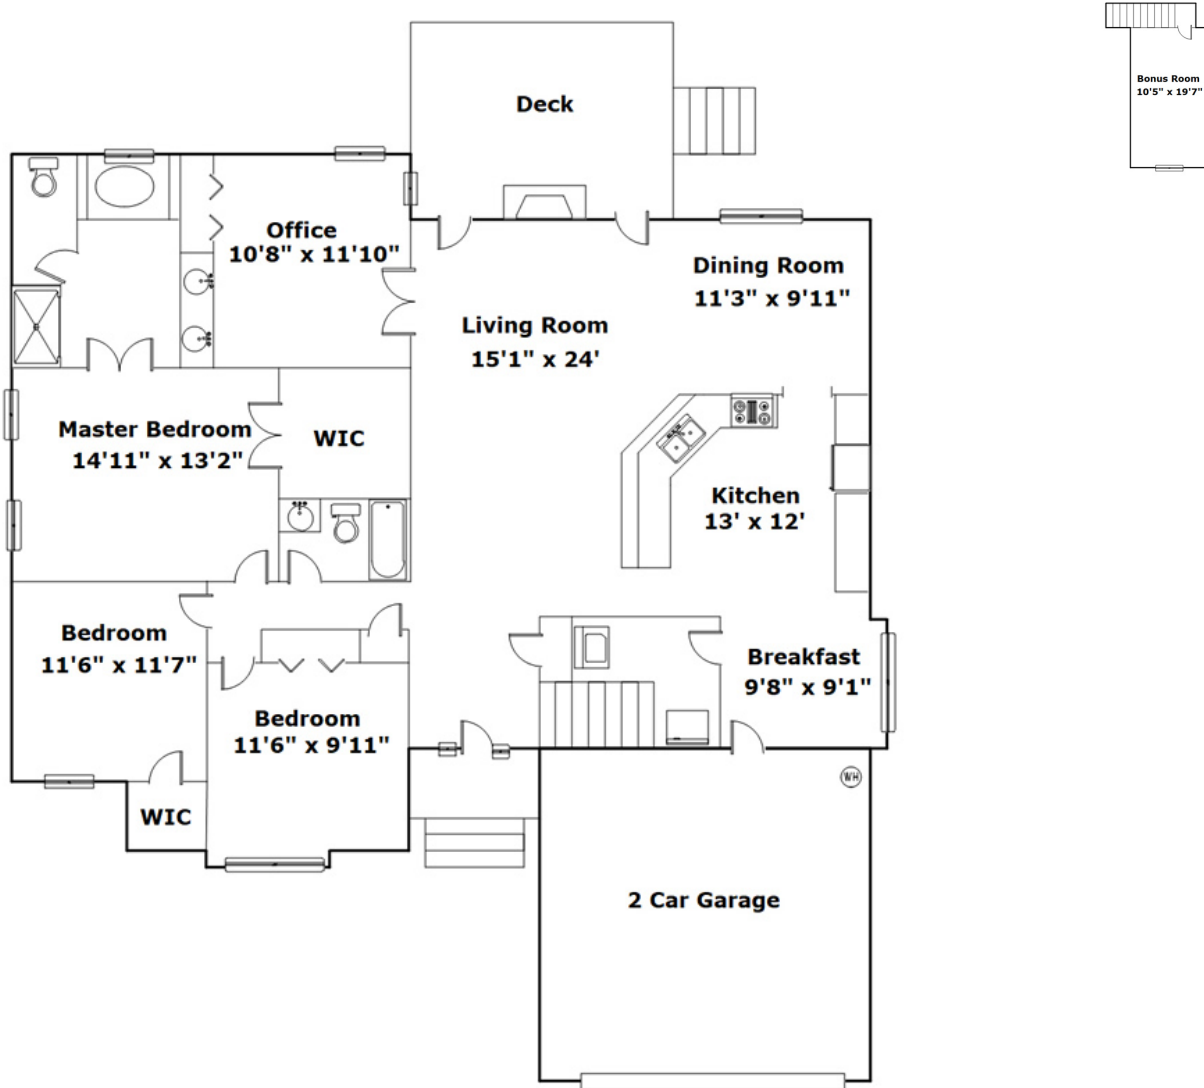 Deck
Bonus Room
10'5" x 19'7"
Office
10'8" x 11'10"
Dining Room
11'3" x 9'11"
Living Room
15'1" x 24'
Master Bedroom
14'11" x 13'2"
WIC
Kitchen
13' x 12'
Bedroom
11'6" x 11'7"
Breakfast
9'8" x 9'1"
Bedroom
11'6" x 9'11"
WIC
WH
2 Car Garage